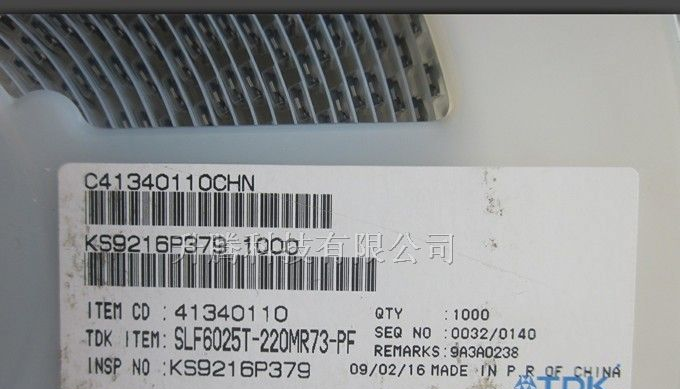 C41340110CHN
KS9216P379 1000
升腾科技有限公司
ITEM CD : 41340110
TDK ITEM: SLF6025T-220MR73-PF
INSP NO : KS9216P379
QTY :1000
SEQ NO :0032/0140
REMARKS:9A3A0238
09/02/16 MADE IN P.R.OF CHINA
TDK